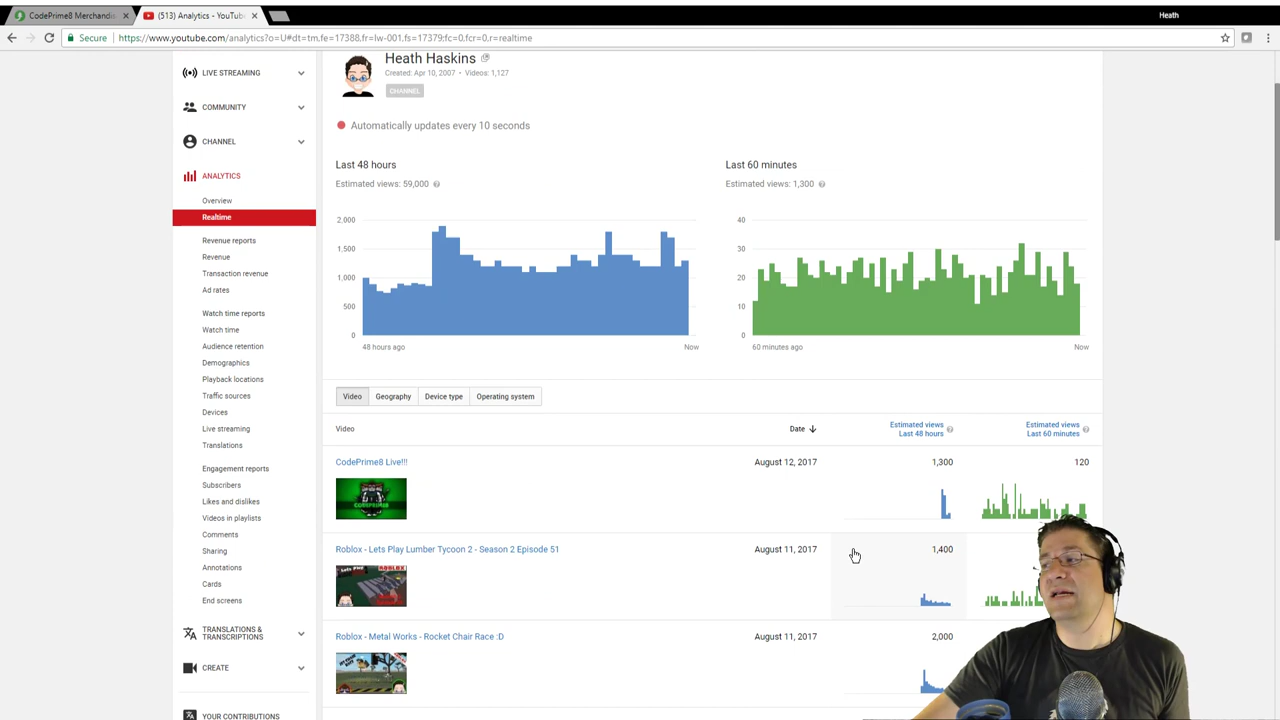 CodePrime8 Merchandis
(513) Analytics - YouTub
Heath
Secure
https://www.youtube.com/analytics?o=U#dt=tm,fe=17388,fr=lw-001,fs=17379;fc=0,fcr=0,r=realtime
LIVE STREAMING
COMMUNITY
CHANNEL
ANALYTICS
Overview
Realtime
Revenue reports
Revenue
Transaction revenue
Ad rates
Watch time reports
Watch time
Audience retention
Demographics
Playback locations
Traffic sources
Devices
Live streaming
Translations
Engagement reports
Subscribers
Likes and dislikes
Videos in playlists
Comments
Sharing
Annotations
Cards
End screens
TRANSLATIONS &
TRANSCRIPTIONS
CREATE
YOUR CONTRIBUTIONS
Heath Haskins
Created: Apr 10, 2007 • Videos: 1,127
CHANNEL
Automatically updates every 10 seconds
Last 48 hours
Estimated views: 59,000
2,000
1,500
1,000
500
0
48 hours ago
Now
Last 60 minutes
Estimated views: 1,300
40
30
20
10
0
60 minutes ago
Now
Video
Geography
Device type
Operating system
Video
Date
Estimated views
Last 48 hours
Estimated views
Last 60 minutes
CodePrime8 Live!!!
August 12, 2017
1,300
120
CODEPRIME8
Roblox - Lets Play Lumber Tycoon 2 - Season 2 Episode 51
August 11, 2017
1,400
Roblox - Metal Works - Rocket Chair Race :D
August 11, 2017
2,000